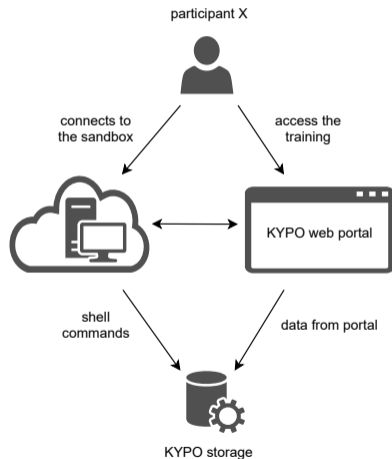 participant X
connects to
the sandbox
access the
training
KYPO web portal
shell
commands
data from portal
KYPO storage